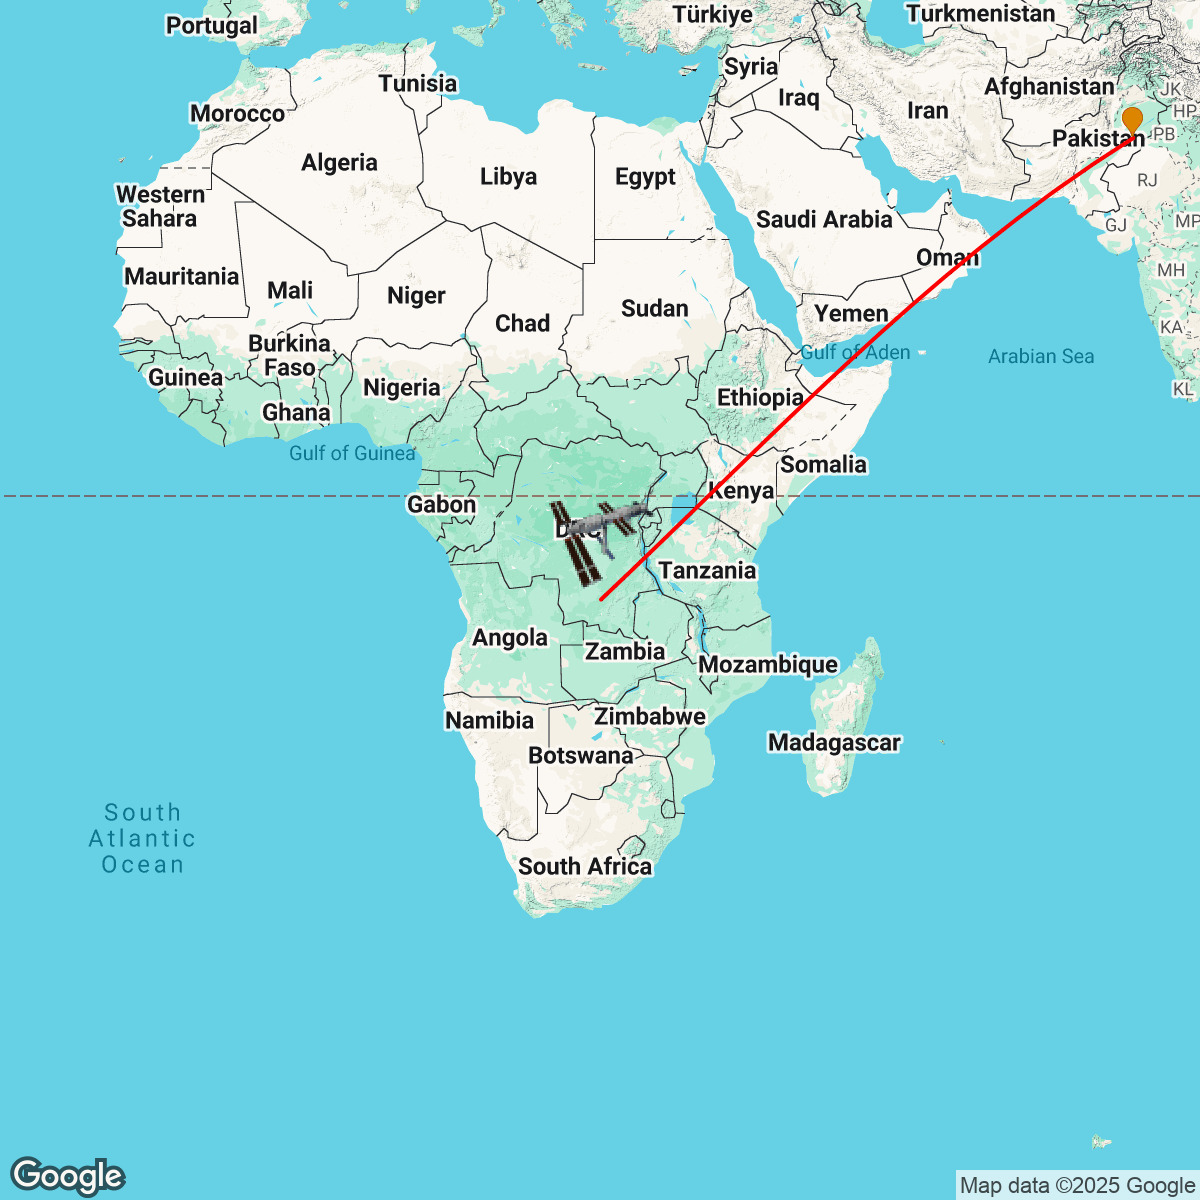 Portugal
Türkiye
Turkmenistan
Syria
Tunisia
Afghanistan
JK
Iraq
Iran
HP
Morocco
Pakistan
PB
Algeria
Libya
Egypt
RJ
Western
Sahara
Saudi Arabia
GJ
MP
Oman
Mauritania
Mali
Niger
MH
Sudan
Yemen
Chad
KA
Burkina
Faso
Gulf of Aden
Arabian Sea
Guinea
Nigeria
Ethiopia
KL
Ghana
Gulf of Guinea
Somalia
Gabon
Kenya
DRC
Tanzania
Angola
Zambia
Mozambique
Namibia
Zimbabwe
Botswana
Madagascar
South
Atlantic
Ocean
South Africa
Google
Map data ©2025 Google